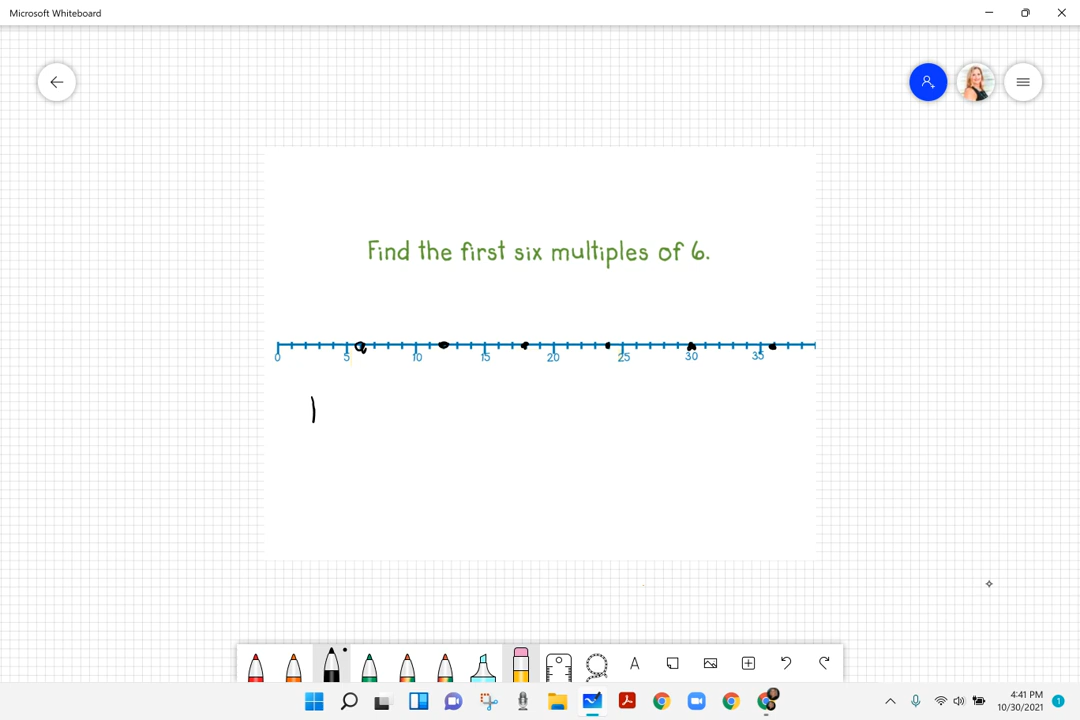 Microsoft Whiteboard
Find the first six multiples of 6.
0 5 10 15 20 25 30 35
|
A
4:41 PM
10/30/2021
1